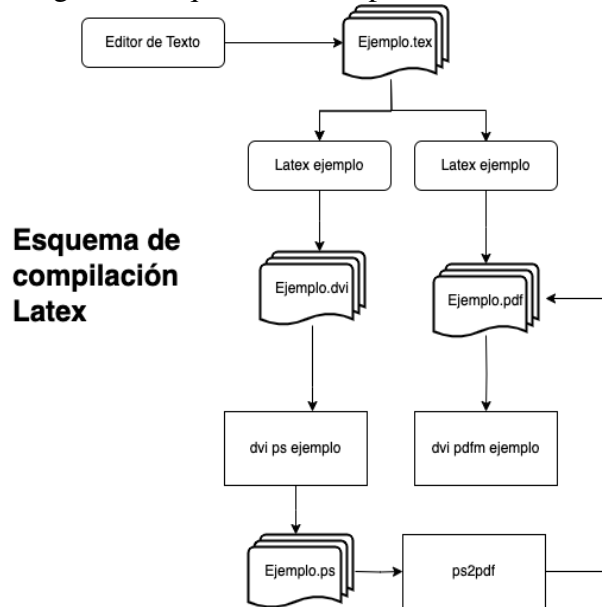 Editor de Texto
Ejemplo.tex
Latex ejemplo
Latex ejemplo
Esquema de
compilación
Latex
Ejemplo.dvi
Ejemplo.pdf
dvi ps ejemplo
dvi pdfm ejemplo
Ejemplo.ps
ps2pdf